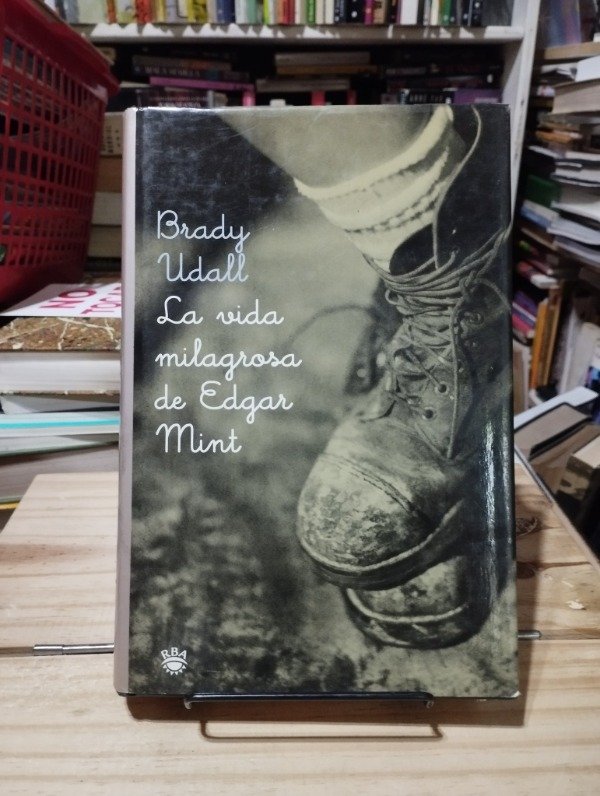 Brady
Udall
La vida
milagrosa
de Edgar
Mint
RBA